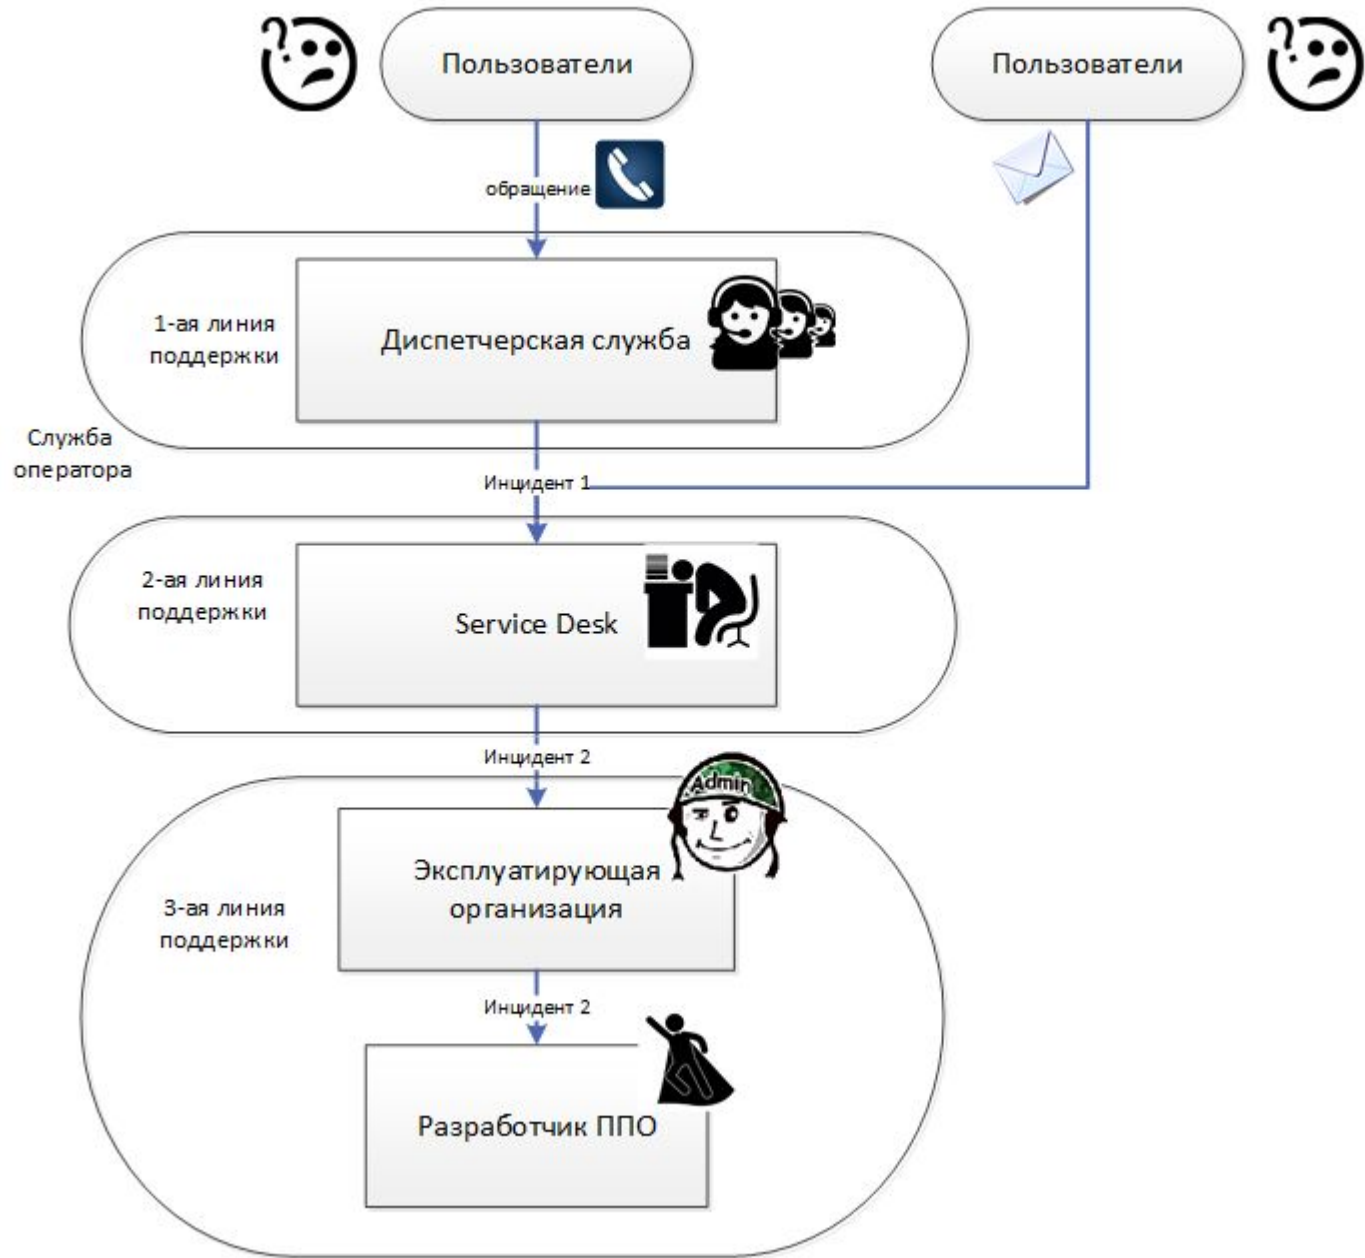 Пользователи
Пользователи
обращение
1-ая линия
поддержки
Диспетчерская служба
Служба
оператора
Инцидент 1
2-ая линия
поддержки
Service Desk
Инцидент 2
Admin
Эксплуатирующая
организация
3-ая линия
поддержки
Инцидент 2
Разработчик ППО